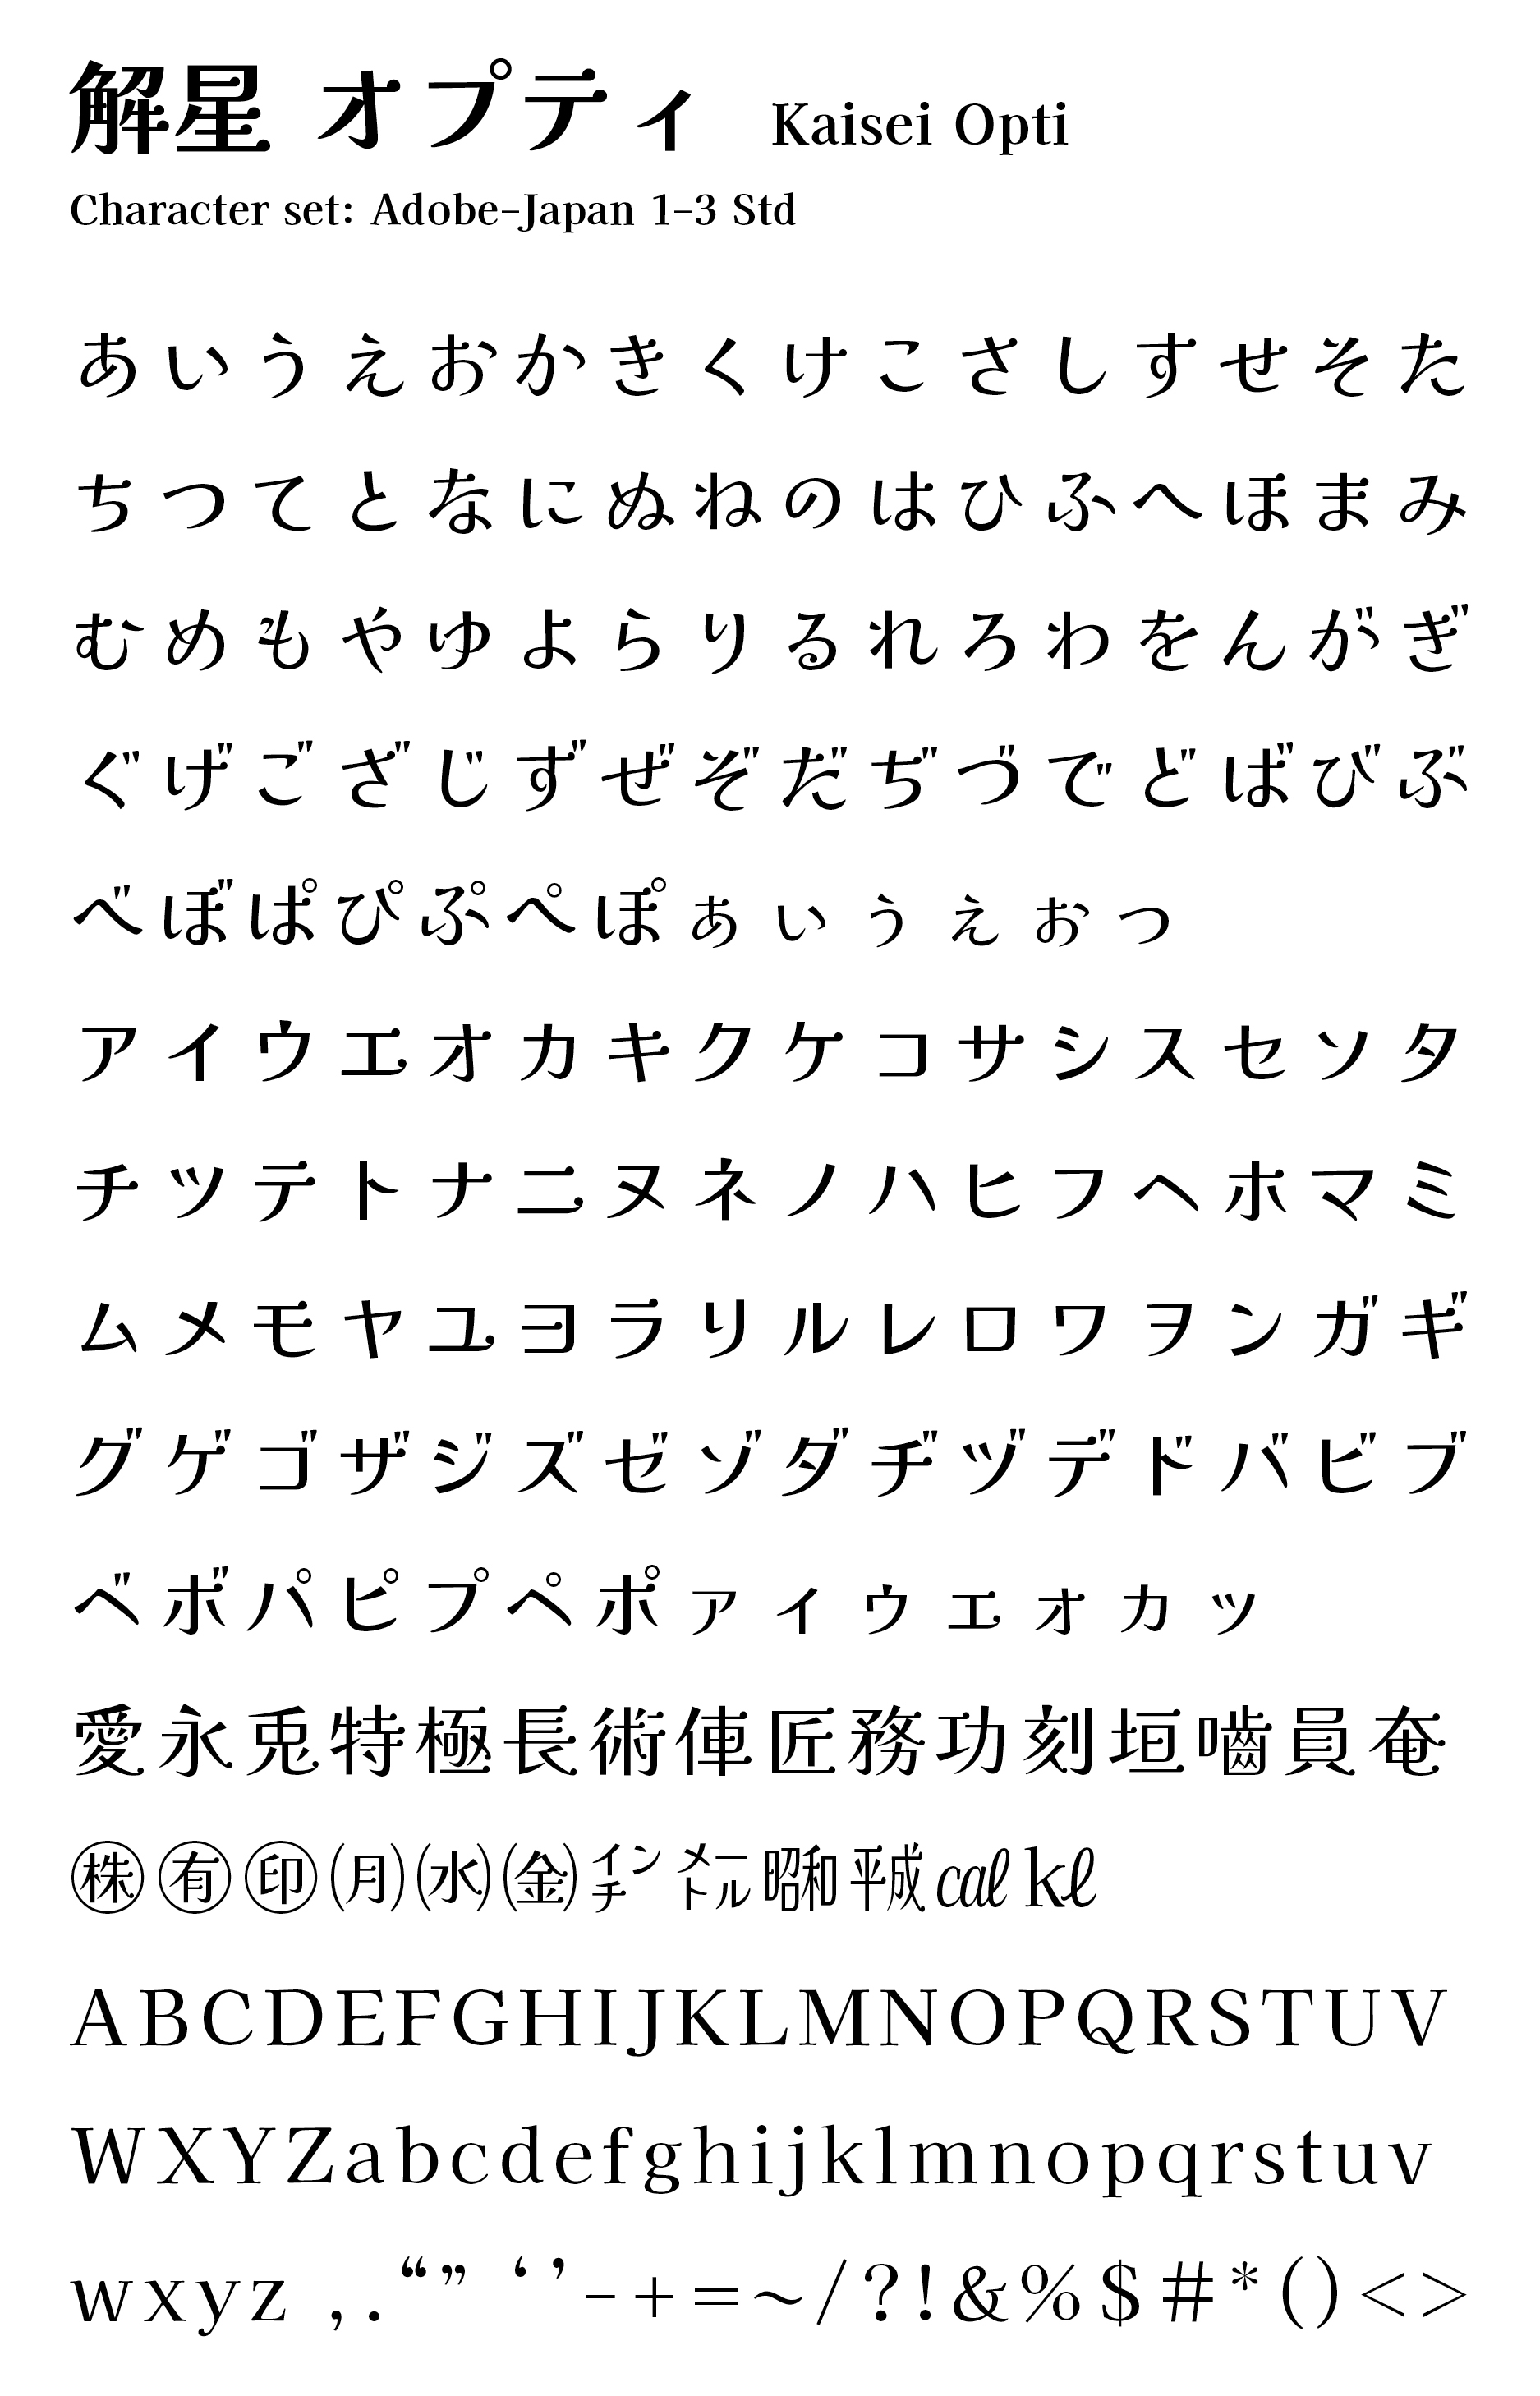 解星 オプティ Kaisei Opti
Character set: Adobe-Japan 1-3 Std
あいうえおかきくけこさしすせそた
ちつてとなにぬねのはひふへほまみ
むめもやゆよらりるれろわをんがぎ
ぐげござじずぜぞだぢづでどばびぶ
べぼぱぴぷぺぽぁぃぅぇぉっ
アイウエオカキクケコサシスセソタ
チツテトナニヌネノハヒフヘホマミ
ムメモヤユヨラリルレロワヲンガギ
グゲゴザジズゼゾダヂヅデドバビブ
ベボパピプペポァィゥェォヵッ
愛永兎特極長術俥匠務功刻垣嚙員奄
㊑㊒㊞㈪㈬㈮㌅㍍㍼㍻㎈㎘
ABCDEFGHIJKLMNOPQRSTUV
WXYZabcdefghijklmnopqrstuv
wxyz ,.“” ‘’-+=~/?!&%$#*()<>